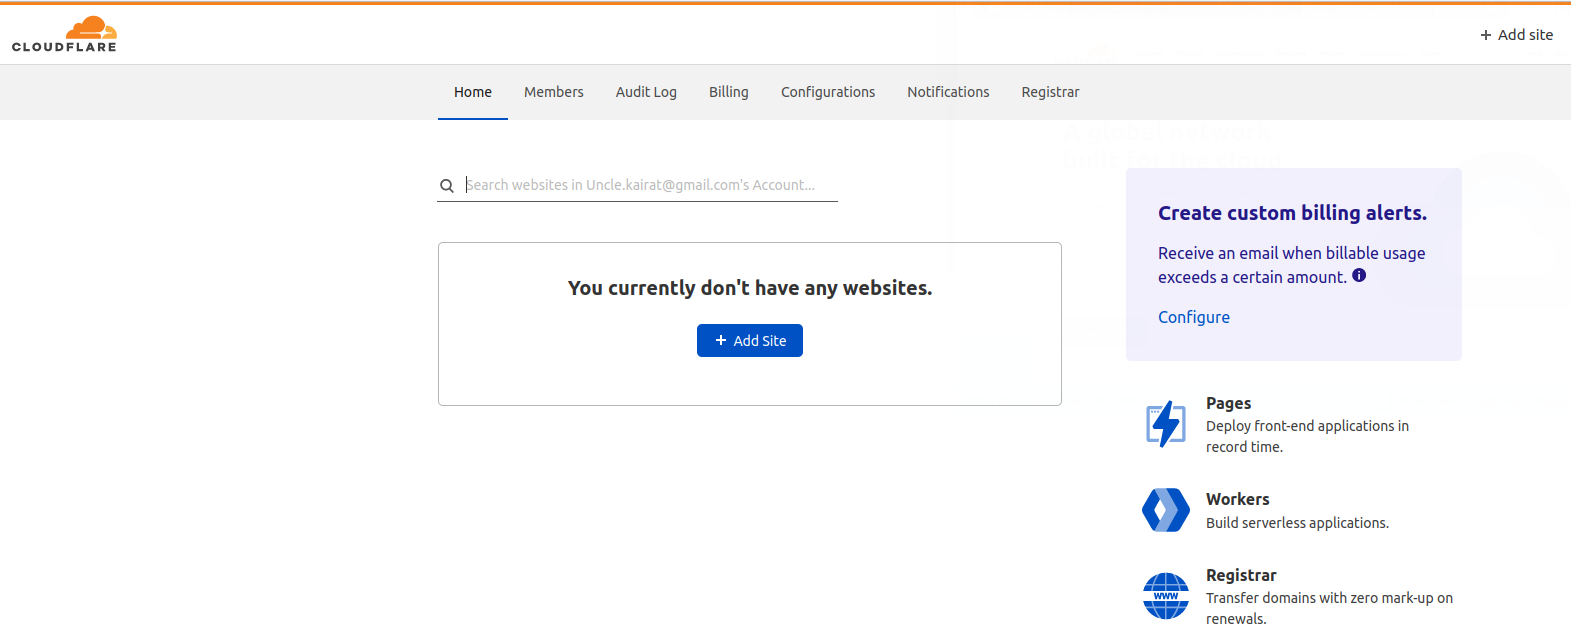 CLOUDFLARE
+ Add site
Home Members Audit Log Billing Configurations Notifications Registrar
Search websites in Uncle.kairat@gmail.com's Account...
You currently don't have any websites.
+ Add Site
Create custom billing alerts.
Receive an email when billable usage
exceeds a certain amount.
Configure
Pages
Deploy front-end applications in
record time.
Workers
Build serverless applications.
WWW
Registrar
Transfer domains with zero mark-up on
renewals.
A global network